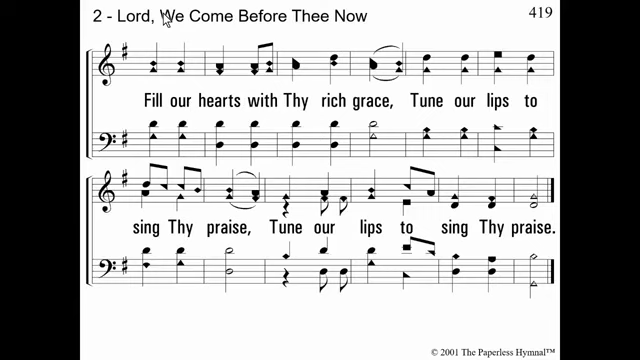 2 - Lord, We Come Before Thee Now
419
Fill our hearts with Thy rich grace, Tune our lips to
sing Thy praise, Tune our lips to sing Thy praise.
© 2001 The Paperless Hymnal™